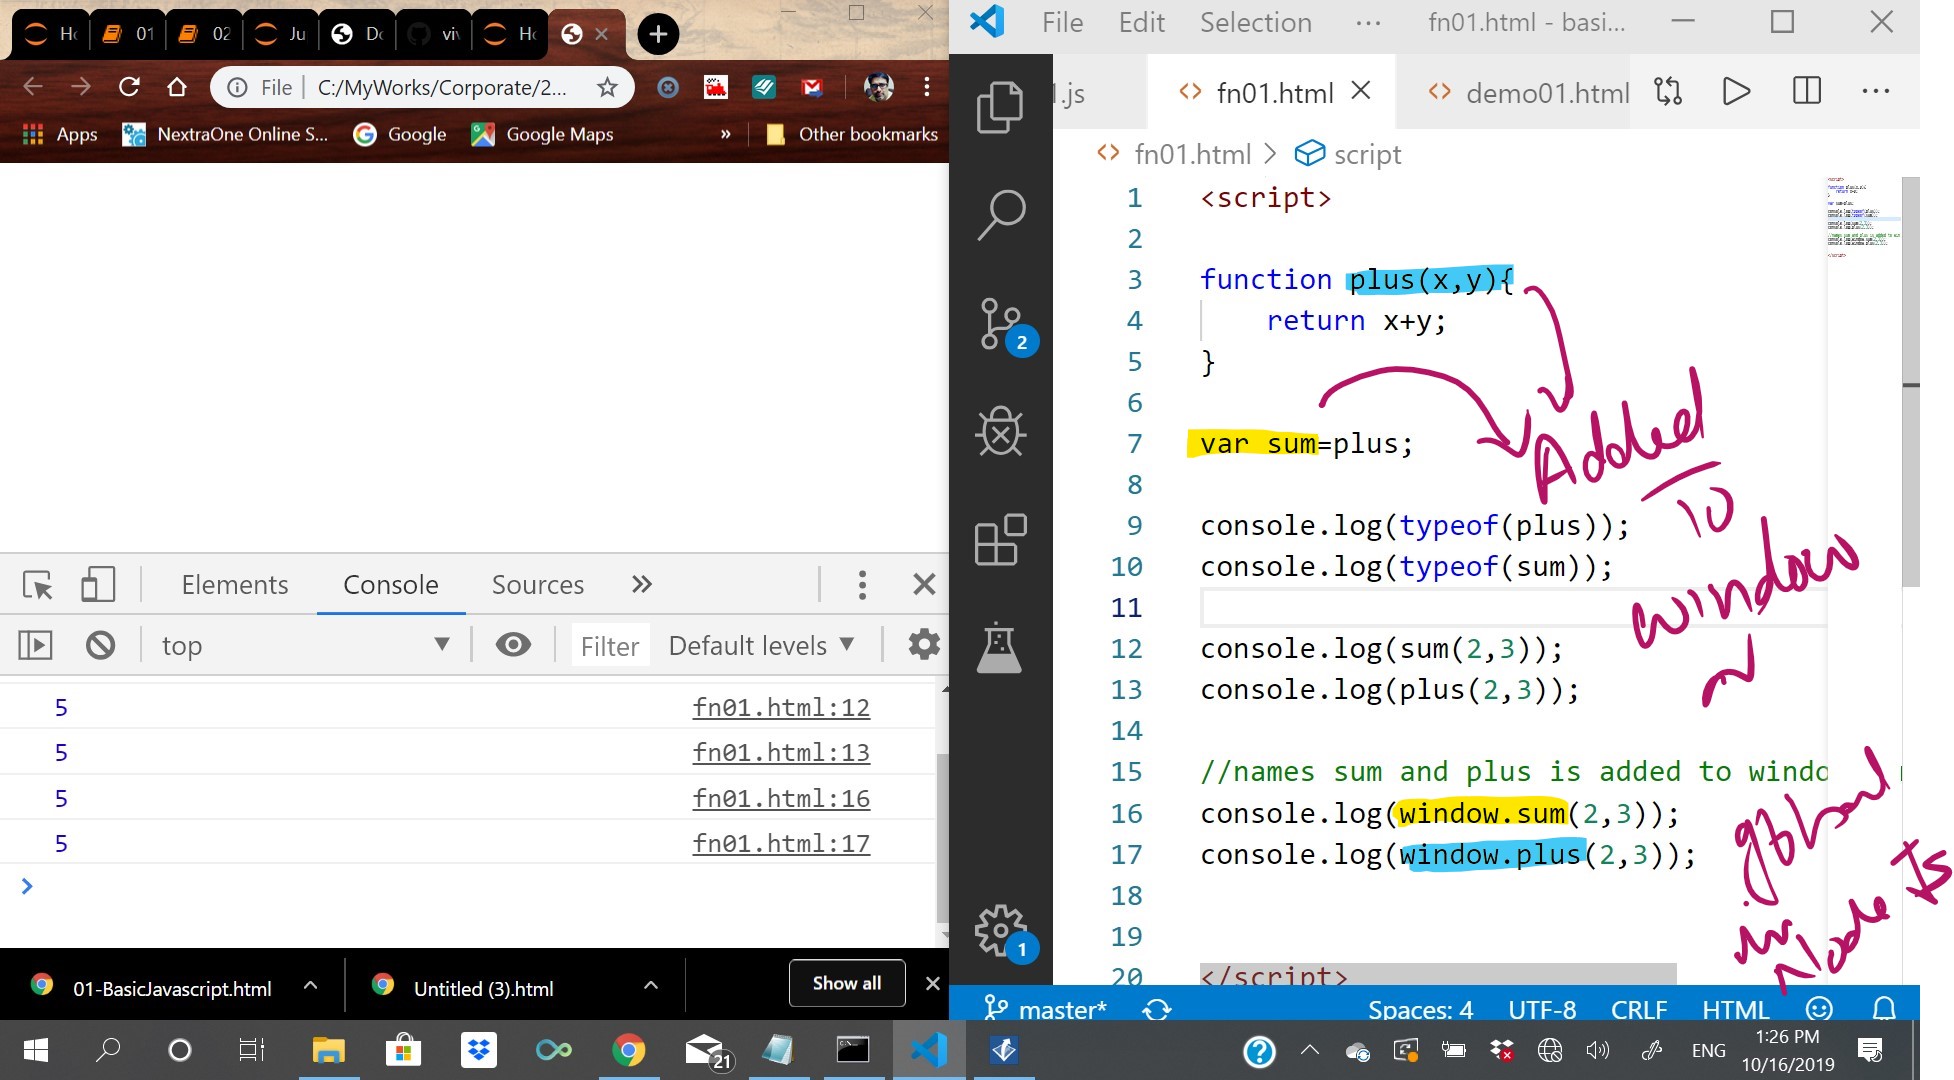 Ho
01
02
Ju
Do
viv
Ho
File | C:/MyWorks/Corporate/2...
Apps
NextraOne Online S...
Google
Google Maps
»
Other bookmarks
Elements
Console
Sources
»
top
Filter
Default levels
5 fn01.html:12
5 fn01.html:13
5 fn01.html:16
5 fn01.html:17
>
01-BasicJavascript.html
Untitled (3).html
Show all
File Edit Selection ... fn01.html - basi...
1.js
fn01.html
demo01.html
fn01.html > script
1 <script>
2
3 function plus(x,y){
4 return x+y;
5 }
6
7 var sum=plus;
8
9 console.log(typeof(plus));
10 console.log(typeof(sum));
11
12 console.log(sum(2,3));
13 console.log(plus(2,3));
14
15 //names sum and plus is added to windo
16 console.log(window.sum(2,3));
17 console.log(window.plus(2,3));
18
19
20 </script>
Added
to
window
global
in
Node Js
2
1
master*
Spaces: 4 UTF-8 CRLF HTML
21
ENG
1:26 PM
10/16/2019